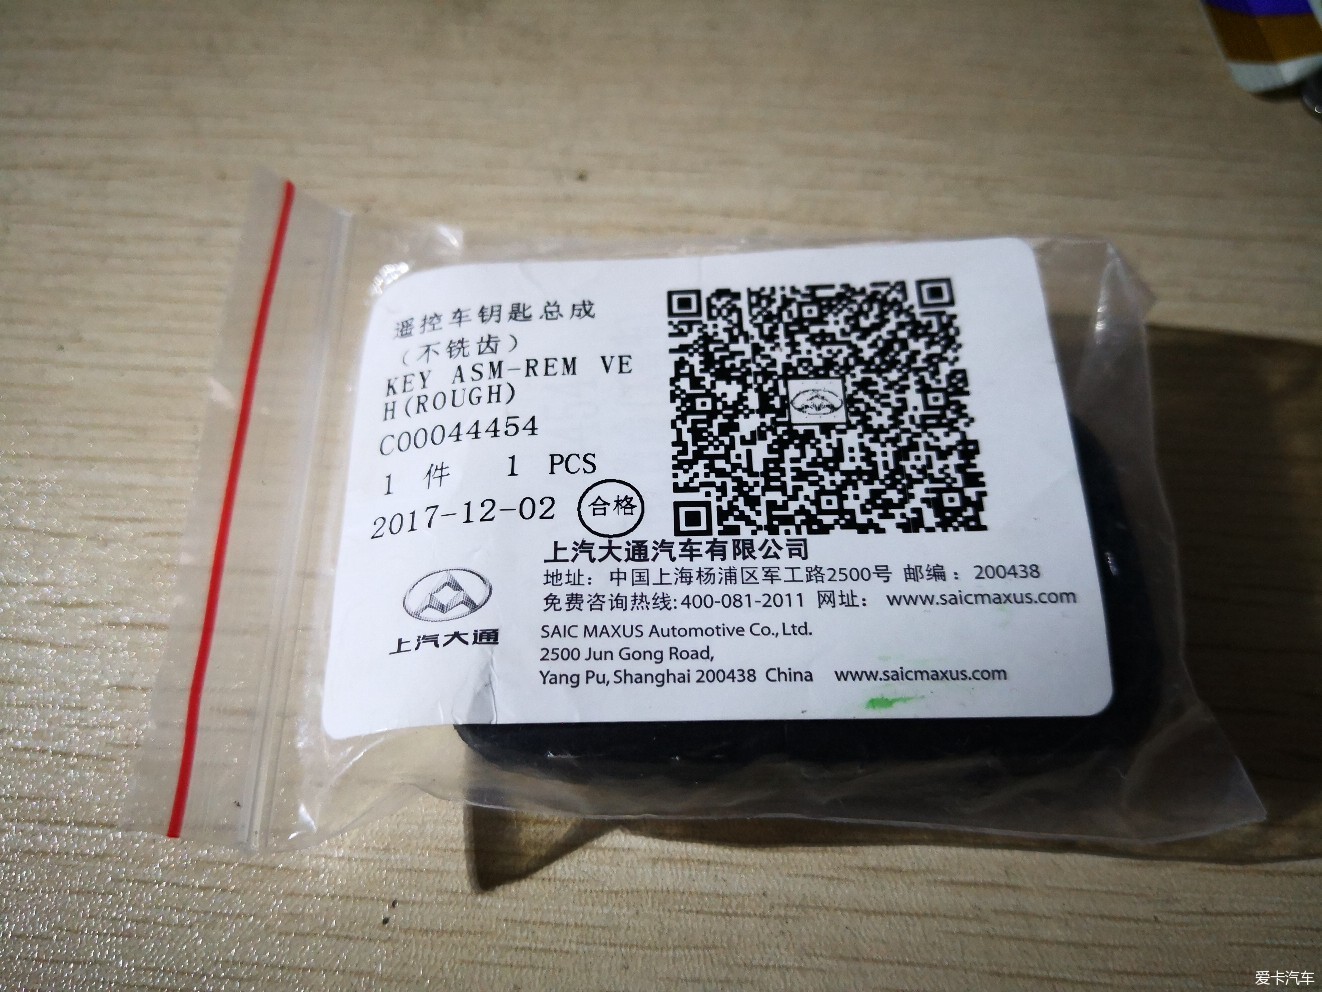 遥控车钥匙总成
（不铣齿）
KEY ASM-REM VE
H(ROUGH)
C00044454
1 件 1 PCS
2017-12-02 合格
上汽大通汽车有限公司
地址：中国上海杨浦区军工路2500号 邮编：200438
免费咨询热线:400-081-2011 网址： www.saicmaxus.com
上汽大通
SAIC MAXUS Automotive Co., Ltd.
2500 Jun Gong Road,
Yang Pu, Shanghai 200438 China www.saicmaxus.com
爱卡汽车